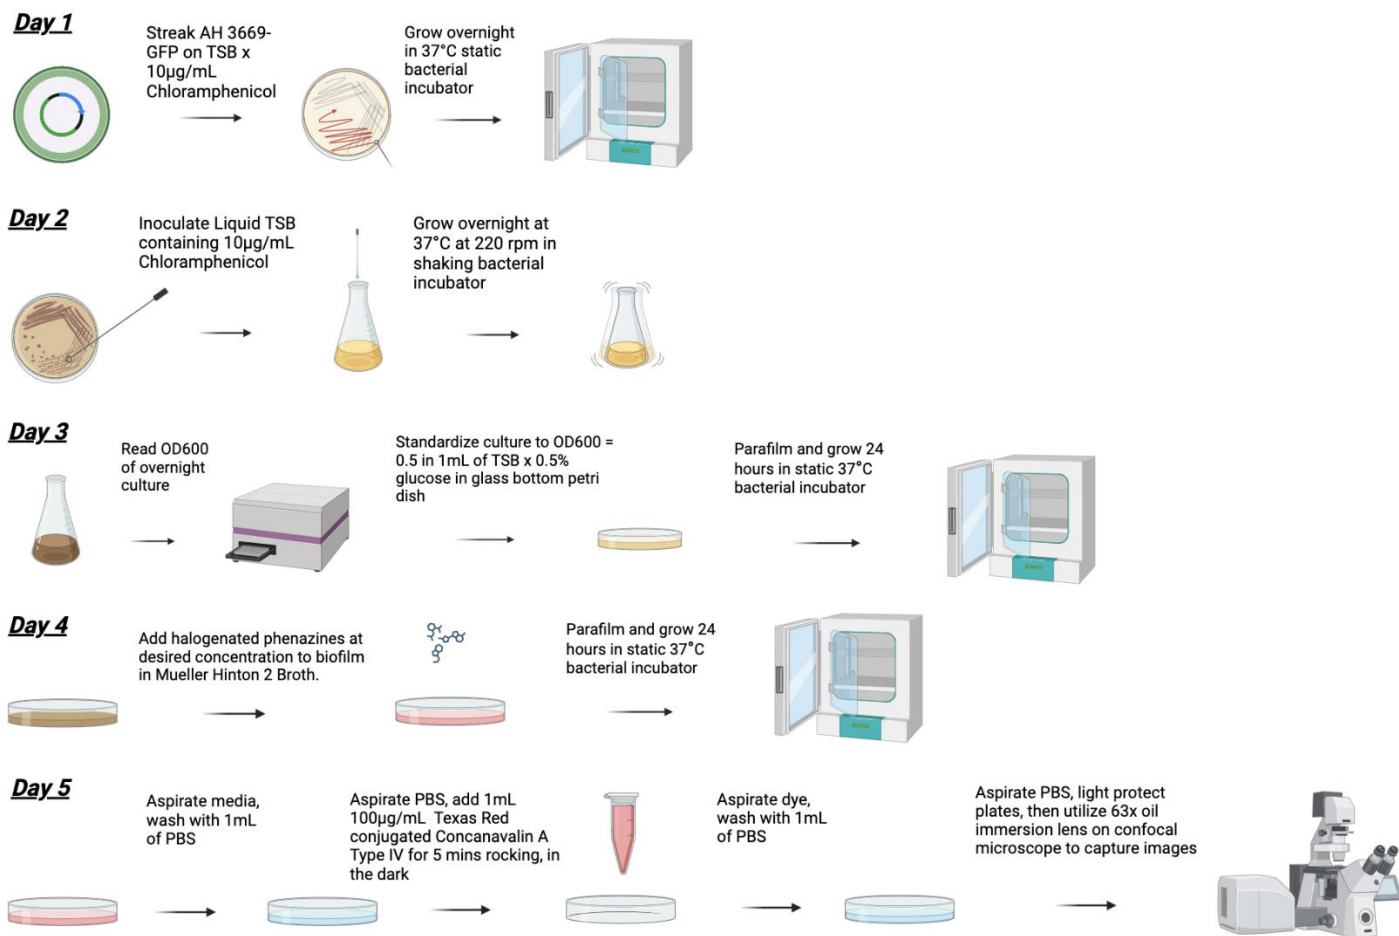 Day 1
Streak AH 3669-
GFP on TSB x
10µg/mL
Chloramphenicol
Grow overnight
in 37°C static
bacterial
incubator
Day 2
Inoculate Liquid TSB
containing 10µg/mL
Chloramphenicol
Grow overnight at
37°C at 220 rpm in
shaking bacterial
incubator
Day 3
Read OD600
of overnight
culture
Standardize culture to OD600 =
0.5 in 1mL of TSB x 0.5%
glucose in glass bottom petri
dish
Parafilm and grow 24
hours in static 37°C
bacterial incubator
Day 4
Add halogenated phenazines at
desired concentration to biofilm
in Mueller Hinton 2 Broth.
Parafilm and grow 24
hours in static 37°C
bacterial incubator
Day 5
Aspirate media,
wash with 1mL
of PBS
Aspirate PBS, add 1mL
100µg/mL Texas Red
conjugated Concanavalin A
Type IV for 5 mins rocking, in
the dark
Aspirate dye,
wash with 1mL
of PBS
Aspirate PBS, light protect
plates, then utilize 63x oil
immersion lens on confocal
microscope to capture images